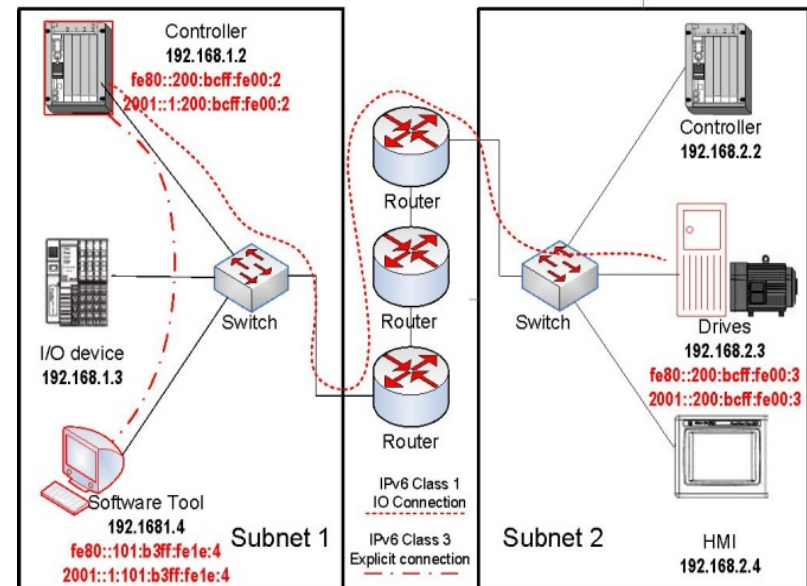 Controller
192.168.1.2
fe80::200:bcff:fe00:2
2001::1:200:bcff:fe00:2
I/O device
192.168.1.3
Switch
Software Tool
192.1681.4
fe80::101:b3ff:fe1e:4
2001::1:101:b3ff:fe1e:4
Subnet 1
Router
Router
Router
IPv6 Class 1
IO Connection
IPv6 Class 3
Explicit connection
Controller
192.168.2.2
Switch
Drives
192.168.2.3
fe80::200:bcff:fe00:3
2001::200:bcff:fe00:3
Subnet 2
HMI
192.168.2.4